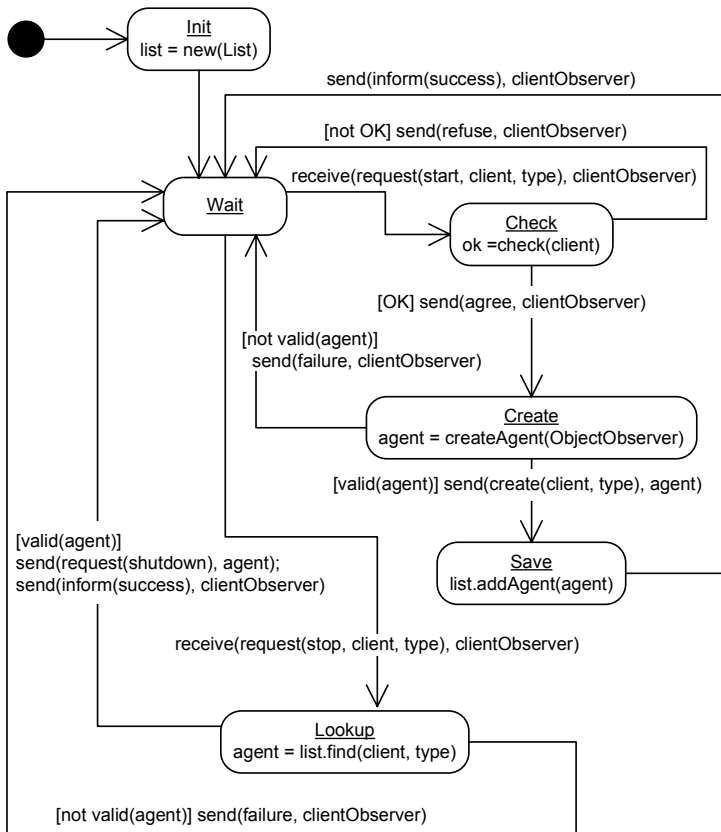 Init
list = new(List)
send(inform(success), clientObserver)
[not OK] send(refuse, clientObserver)
receive(request(start, client, type), clientObserver)
Wait
Check
ok =check(client)
[OK] send(agree, clientObserver)
[not valid(agent)]
send(failure, clientObserver)
Create
agent = createAgent(ObjectObserver)
[valid(agent)] send(create(client, type), agent)
[valid(agent)]
send(request(shutdown), agent);
send(inform(success), clientObserver)
Save
list.addAgent(agent)
receive(request(stop, client, type), clientObserver)
Lookup
agent = list.find(client, type)
[not valid(agent)] send(failure, clientObserver)